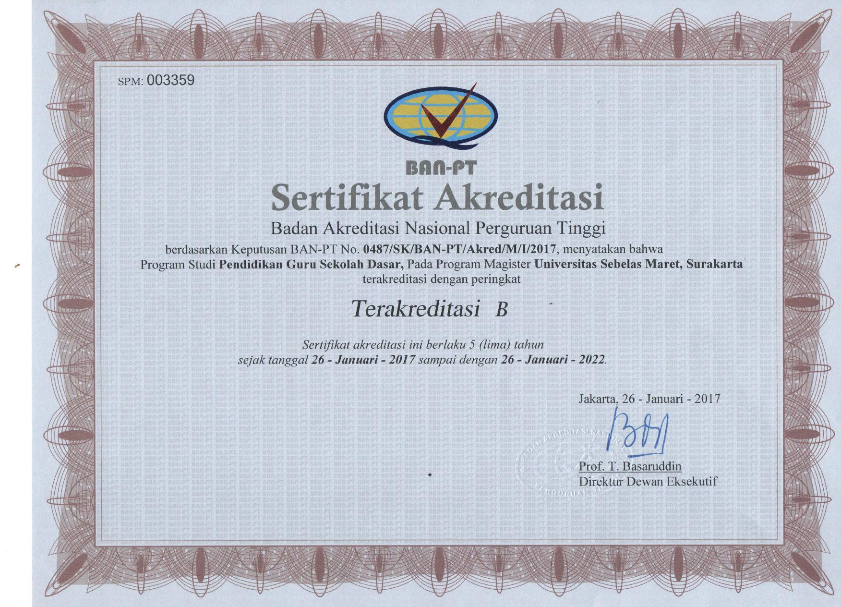 SPM: 003359
BAN-PT
Sertifikat Akreditasi
Badan Akreditasi Nasional Perguruan Tinggi
berdasarkan Keputusan BAN-PT No. 0487/SK/BAN-PT/Akred/M/I/2017, menyatakan bahwa
Program Studi Pendidikan Guru Sekolah Dasar, Pada Program Magister Universitas Sebelas Maret, Surakarta
terakreditasi dengan peringkat
Terakreditasi B
Sertifikat akreditasi ini berlaku 5 (lima) tahun
sejak tanggal 26 - Januari - 2017 sampai dengan 26 - Januari - 2022.
Jakarta, 26 - Januari - 2017
Prof. T. Basaruddin
Direktur Dewan Eksekutif